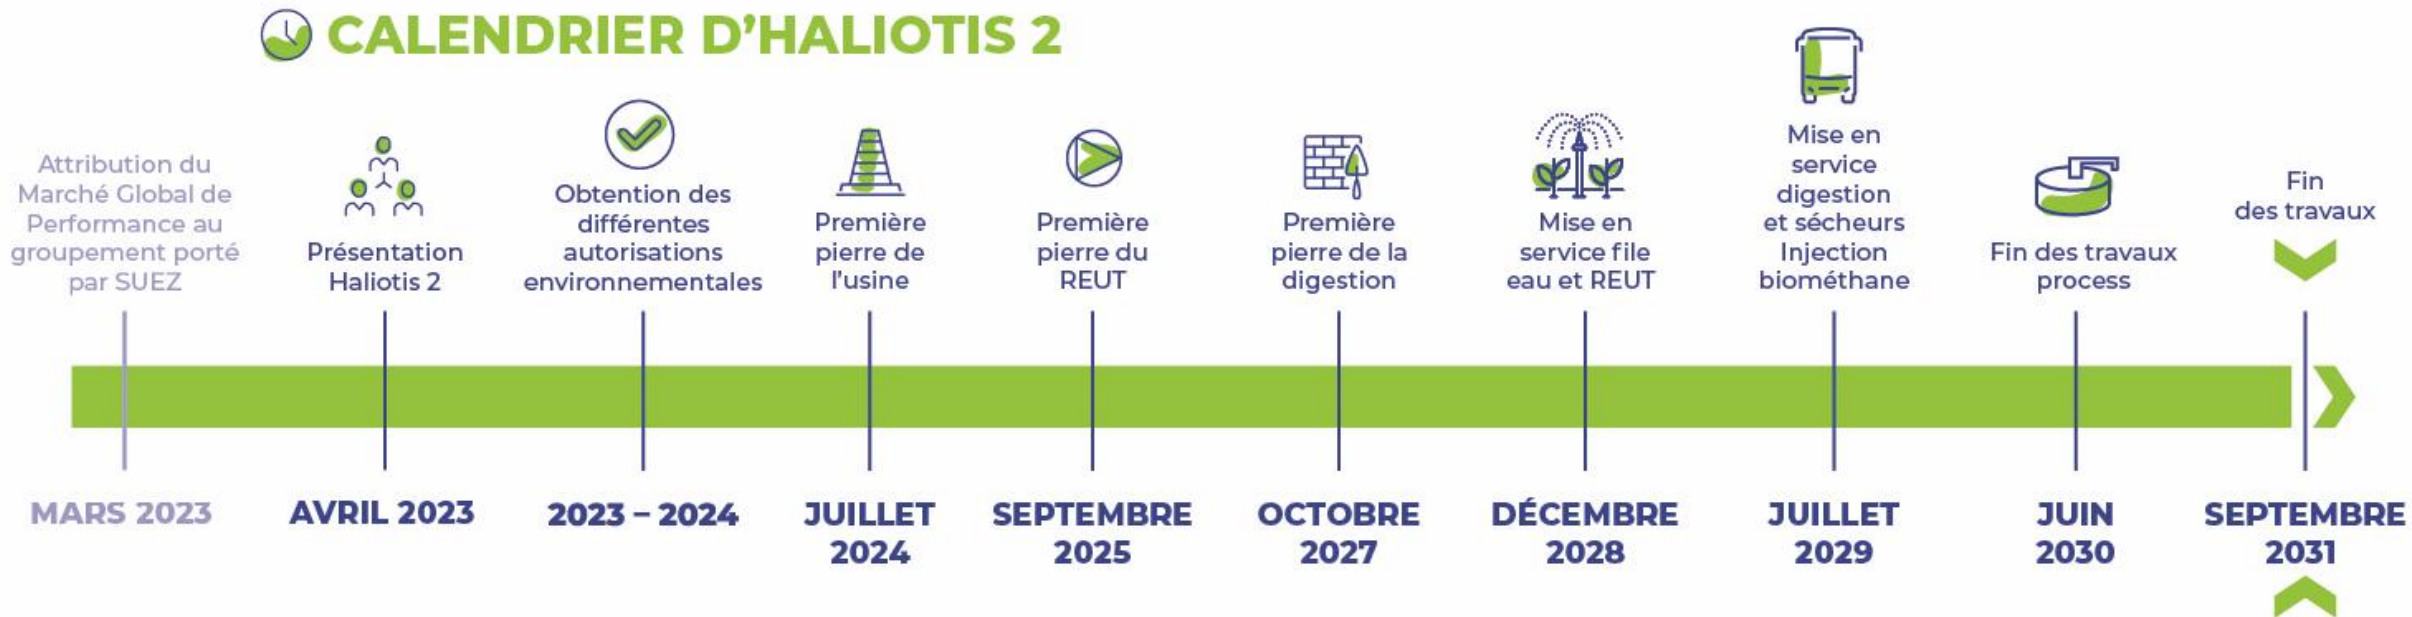 CALENDRIER D'HALIOTIS 2
Attribution du
Marché Global de
Performance au
groupement porté
par SUEZ
MARS 2023
Présentation
Haliotis 2
AVRIL 2023
Obtention des
différentes
autorisations
environnementales
2023 – 2024
Première
pierre de
l'usine
JUILLET
2024
Première
pierre du
REUT
SEPTEMBRE
2025
Première
pierre de la
digestion
OCTOBRE
2027
Mise en
service file
eau et REUT
DÉCEMBRE
2028
Mise en
service
digestion
et sécheurs
Injection
biométhane
JUILLET
2029
Fin des travaux
process
JUIN
2030
Fin
des travaux
SEPTEMBRE
2031